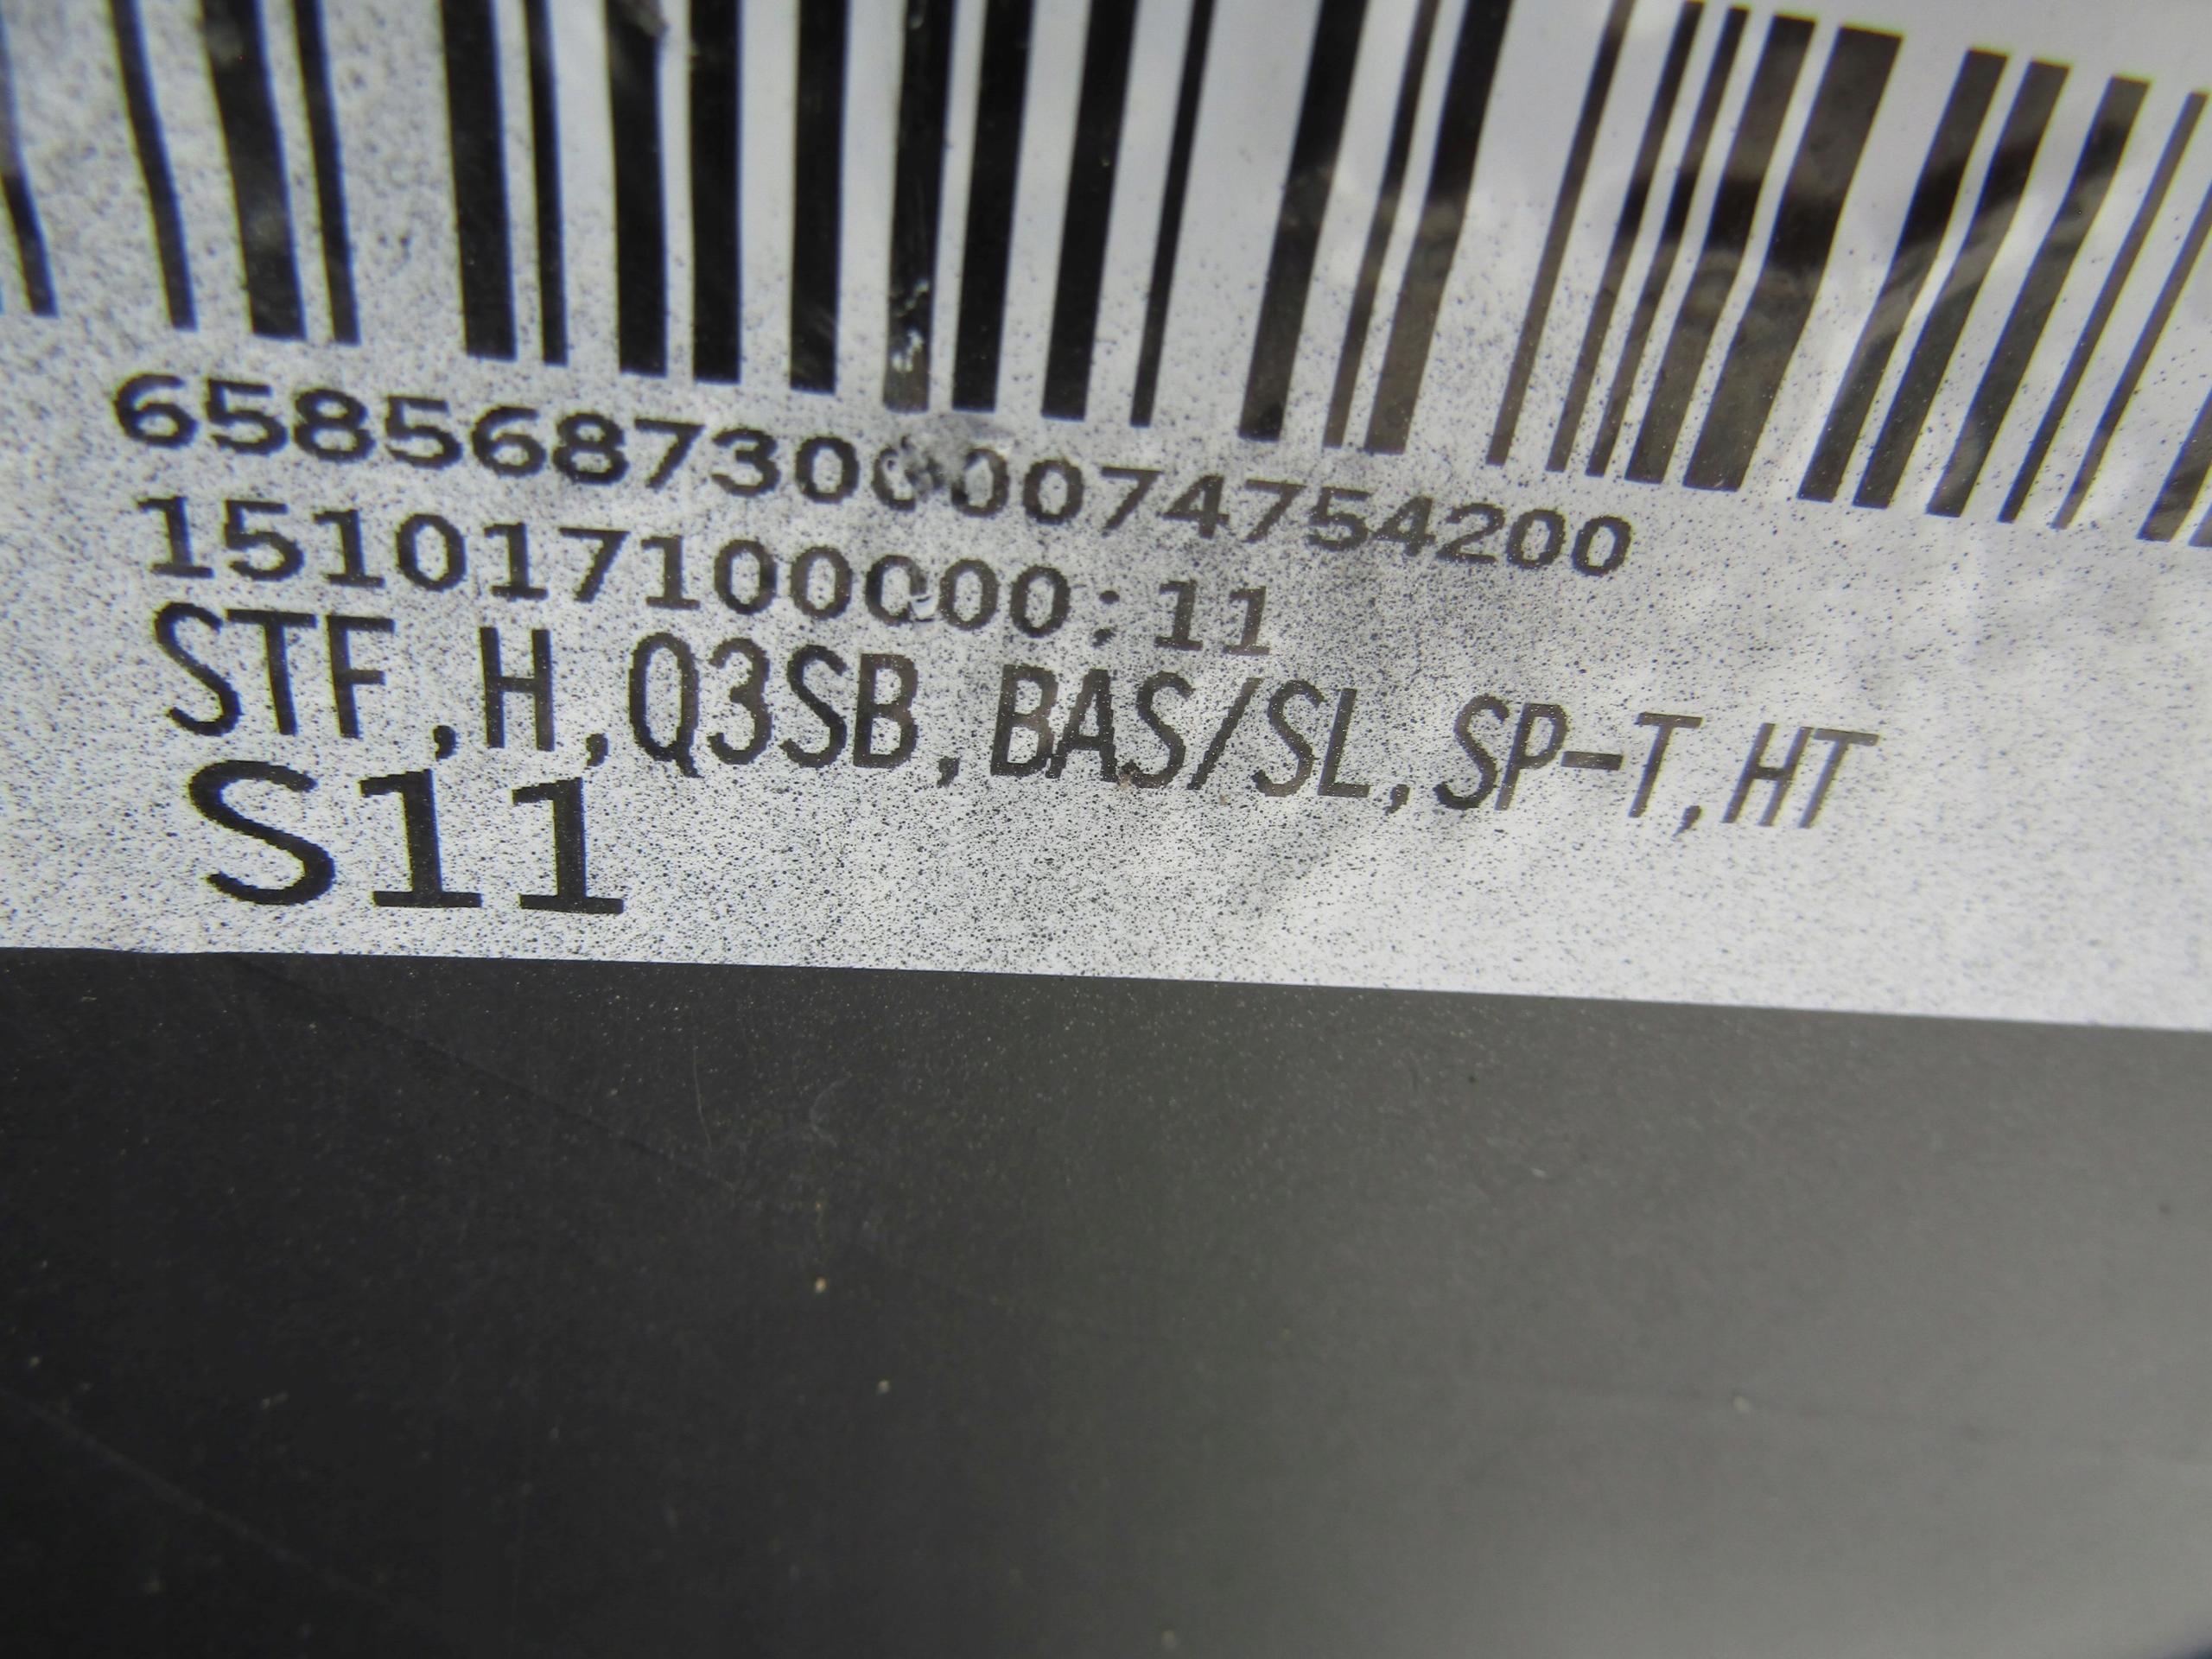 65856873000074754200
151017100000:11
STF,H,Q3SB,BAS/SL,SP-T,HT
S11